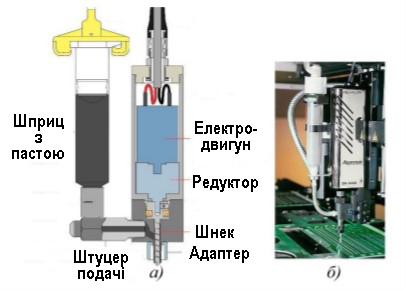 Шприц
з
пастою
Електро-
двигун
Редуктор
Шнек
Адаптер
Штуцер
подачі
а)
б)